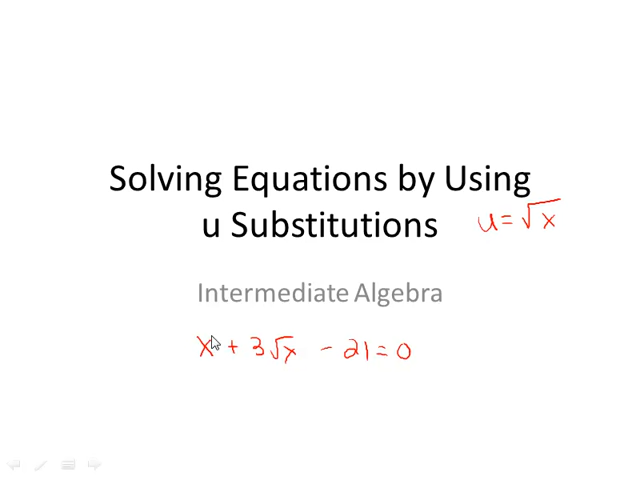 Solving Equations by Using
u Substitutions
u = √x
Intermediate Algebra
x + 3√x - 21 = 0